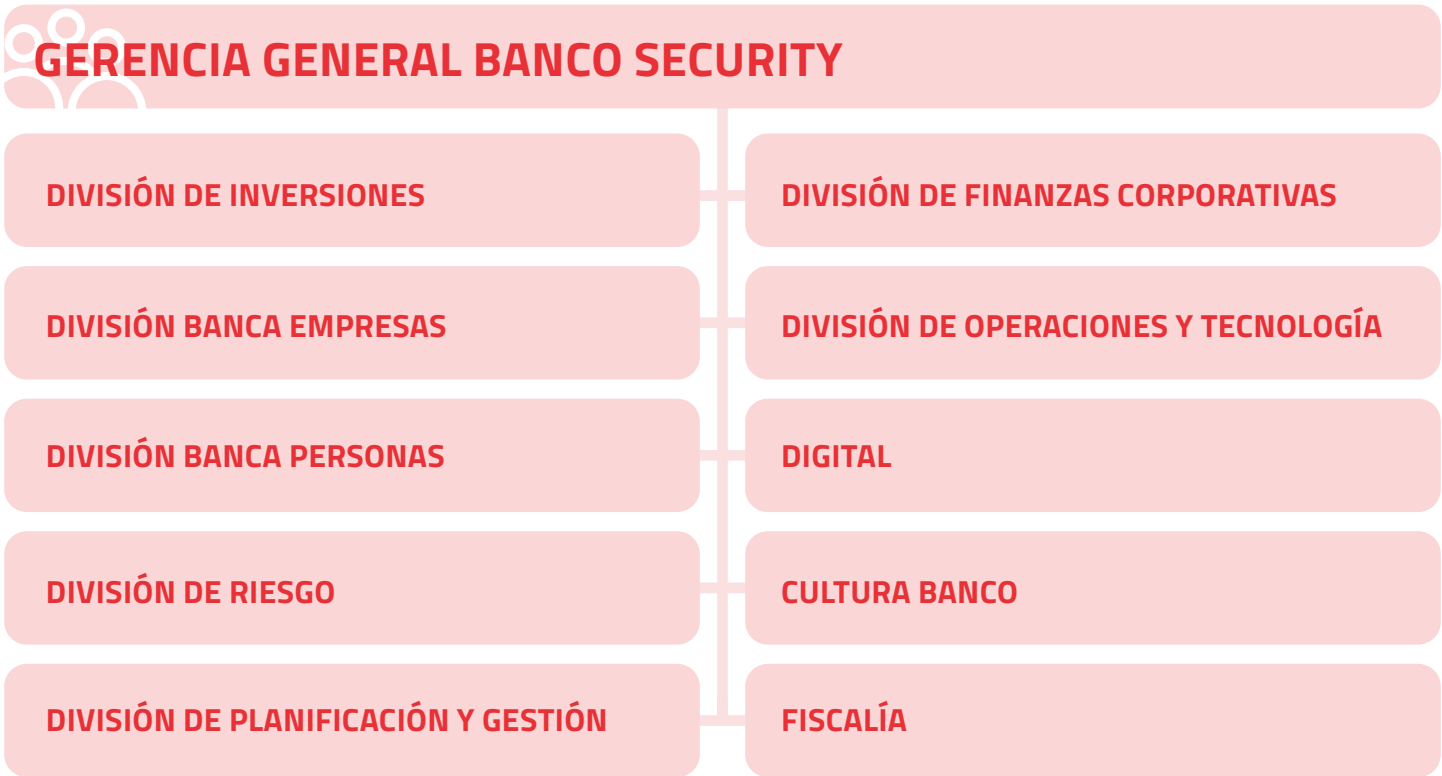 GERENCIA GENERAL BANCO SECURITY
DIVISIÓN DE INVERSIONES
DIVISIÓN DE FINANZAS CORPORATIVAS
DIVISIÓN BANCA EMPRESAS
DIVISIÓN DE OPERACIONES Y TECNOLOGÍA
DIVISIÓN BANCA PERSONAS
DIGITAL
DIVISIÓN DE RIESGO
CULTURA BANCO
DIVISIÓN DE PLANIFICACIÓN Y GESTIÓN
FISCALÍA